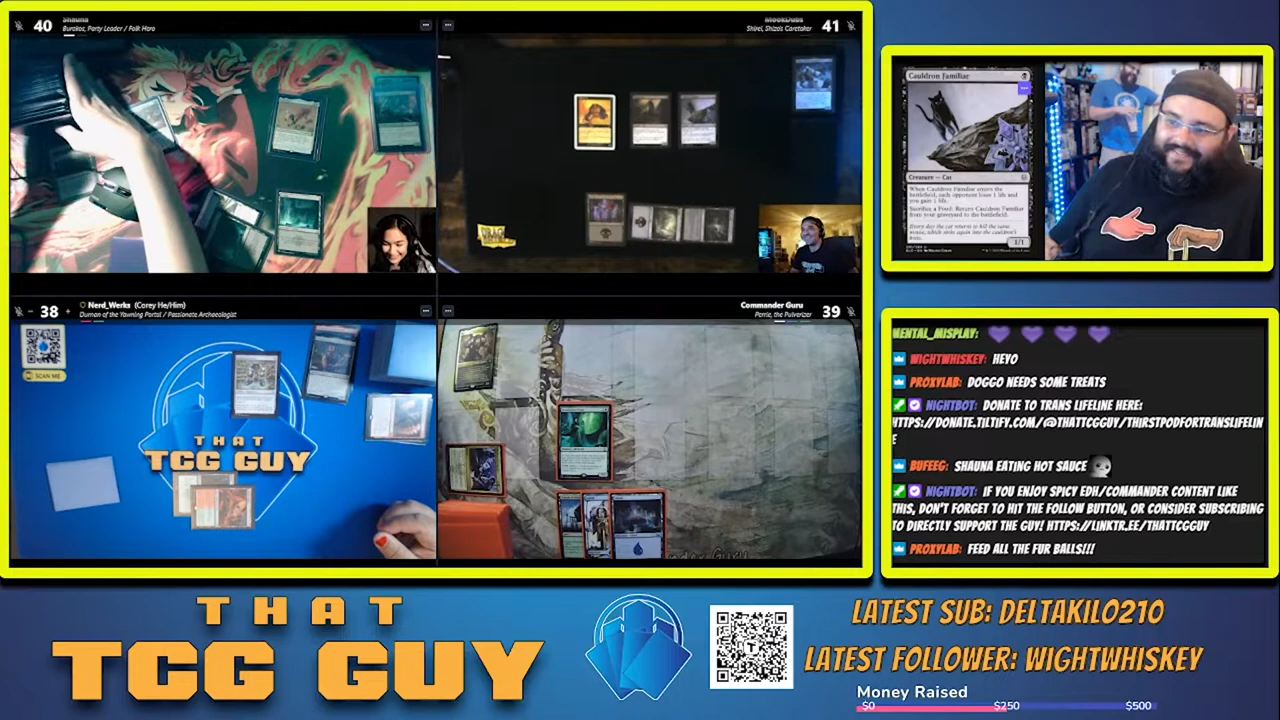 40
Shauna
Burakos, Party Leader / Folk Hero
MookDubs
Shirei, Shizo's Caretaker
41
- 38 +
Nerd_Werks (Corey He/Him)
Durnan of the Yawning Portal / Passionate Archaeologist
Commander Guru
39
SCAN ME
THAT
TCG GUY
Cauldron Familiar
Creature — Cat
When Cauldron Familiar enters the
battlefield, each opponent loses 1 life and
you gain 1 life.
Sacrifice a Food: Return Cauldron Familiar
from your graveyard to the battlefield.
1/1
MENTAL_MISPLAY:
WIGHTWHISKEY: HEYO
PROXYLAB: DOGGO NEEDS SOME TREATS
NIGHTBOT: DONATE TO TRANS LIFELINE HERE:
HTTPS://DONATE.TILTIFY.COM/@THATTCGGUY/THIRSTPODFORTRANSLIFELIN
E
BUFEEG: SHAUNA EATING HOT SAUCE
NIGHTBOT: IF YOU ENJOY SPICY EDH/COMMANDER CONTENT LIKE
THIS, DON'T FORGET TO HIT THE FOLLOW BUTTON, OR CONSIDER SUBSCRIBING
TO DIRECTLY SUPPORT THE GUY! HTTPS://LINKTR.EE/THATTCGGUY
PROXYLAB: FEED ALL THE FUR BALLS!!!
THAT
TCG GUY
LATEST SUB: DELTAKILO210
LATEST FOLLOWER: WIGHTWHISKEY
Money Raised
$0 $250 $500